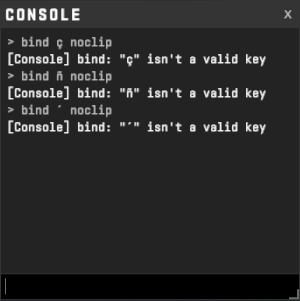 CONSOLE X
> bind ç noclip
[Console] bind: "ç" isn't a valid key
> bind ñ noclip
[Console] bind: "ñ" isn't a valid key
> bind ´ noclip
[Console] bind: "´" isn't a valid key